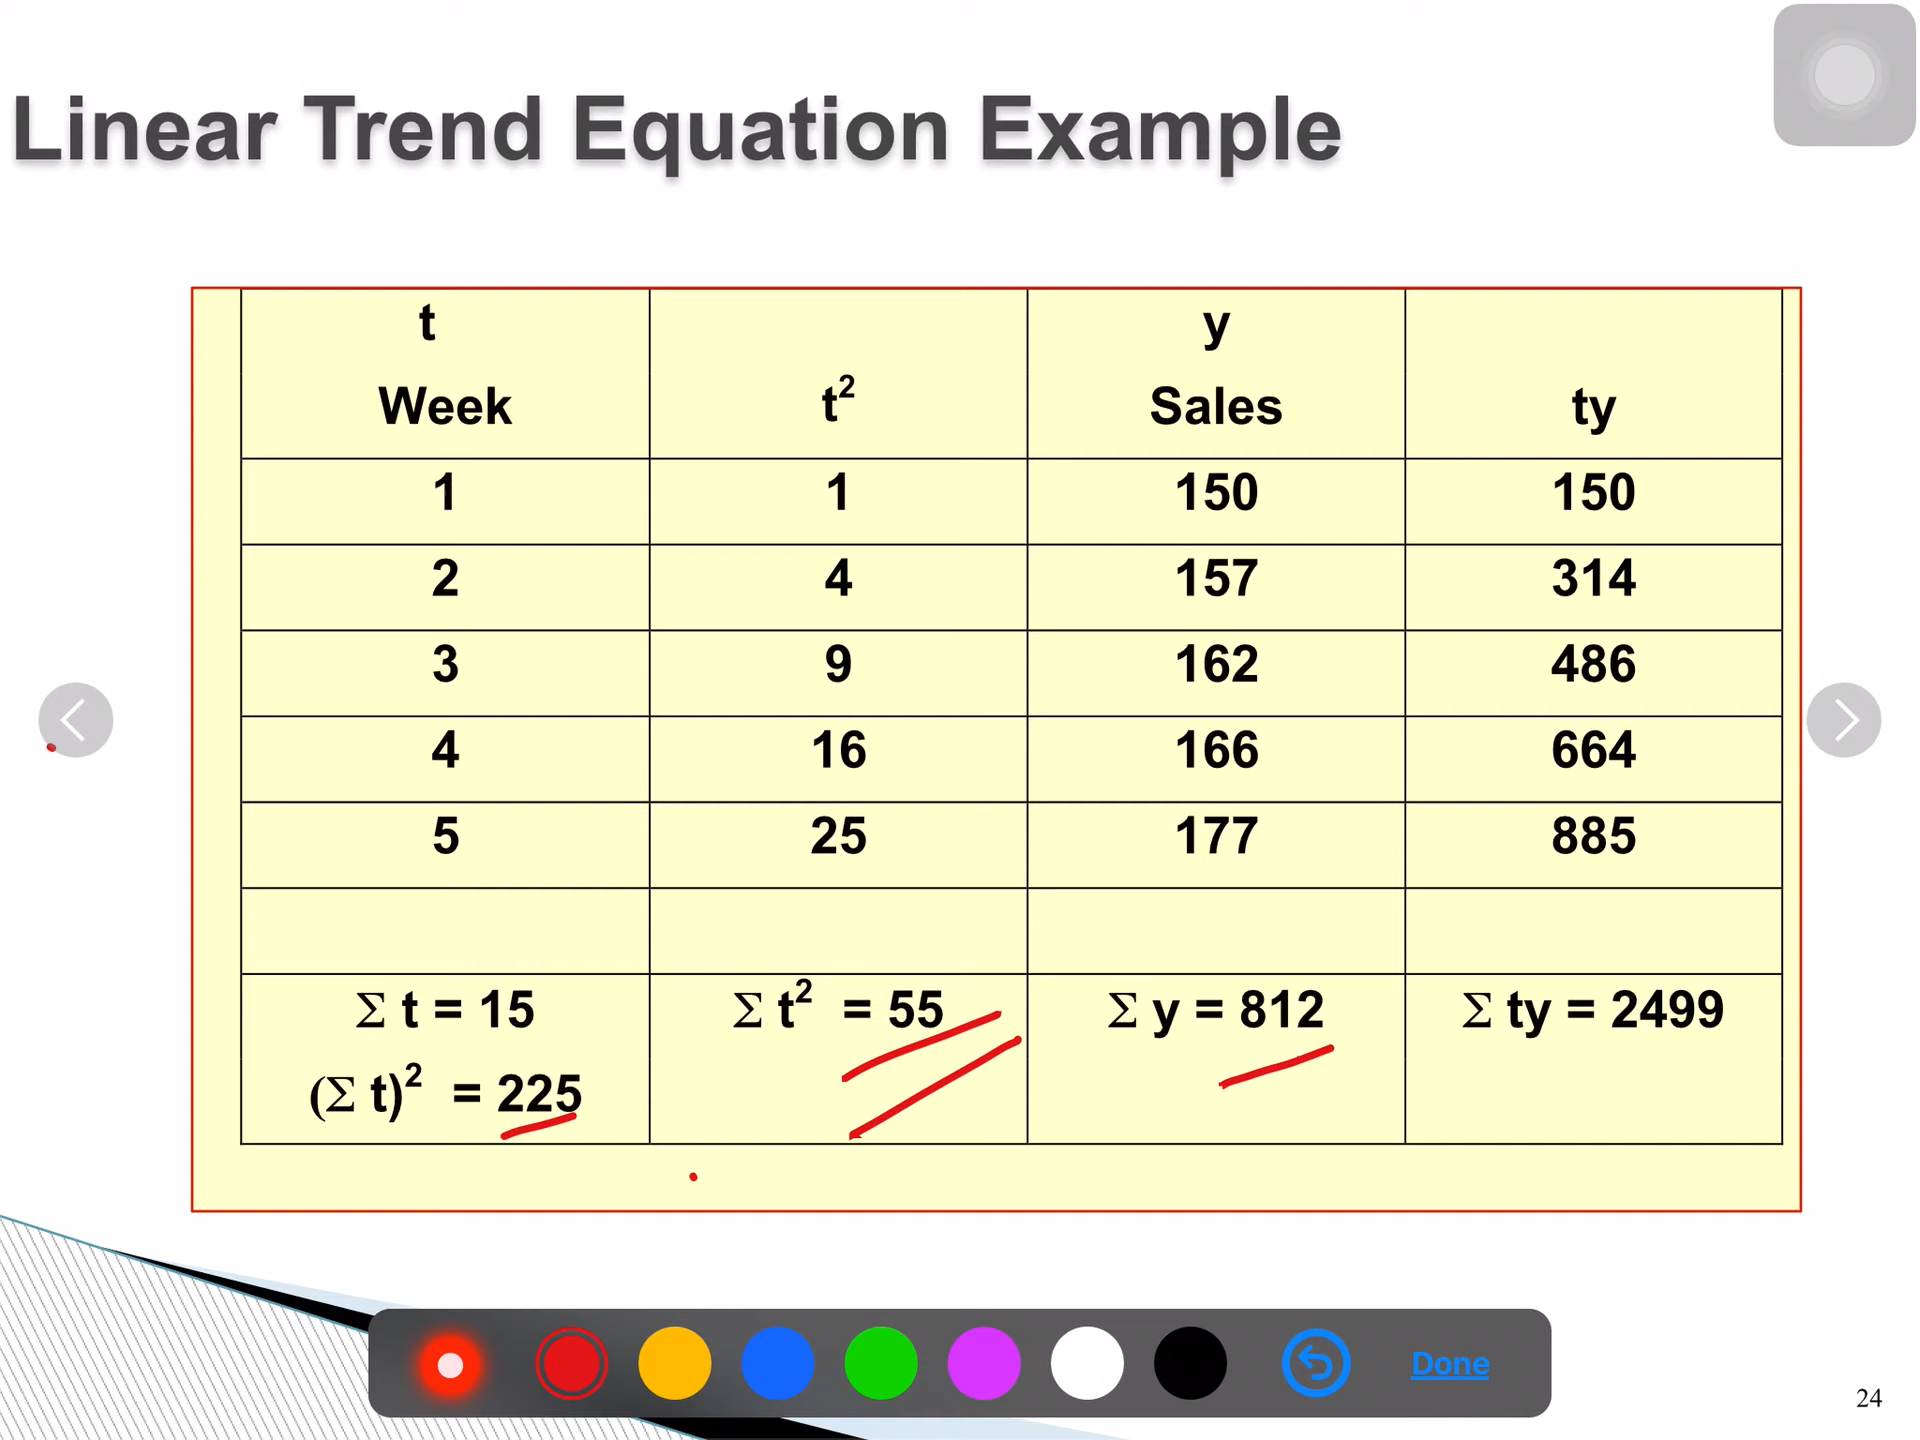 Linear Trend Equation Example
t y
Week t² Sales ty
1 1 150 150
2 4 157 314
3 9 162 486
4 16 166 664
5 25 177 885
Σ t = 15 Σ t² = 55 Σ y = 812 Σ ty = 2499
(Σ t)² = 225
Done
24